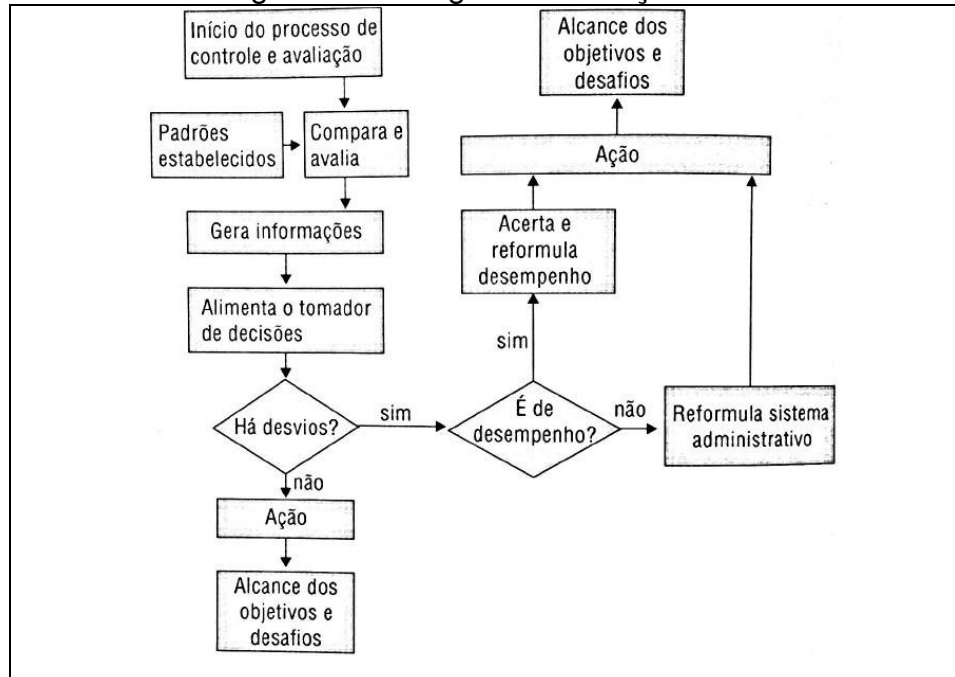 Início do processo de
controle e avaliação
Padrões
estabelecidos
Compara e
avalia
Gera informações
Alimenta o tomador
de decisões
Há desvios?
sim
não
Ação
Alcance dos
objetivos e
desafios
É de
desempenho?
sim
não
Acerta e
reformula
desempenho
Reformula sistema
administrativo
Ação
Alcance dos
objetivos e
desafios